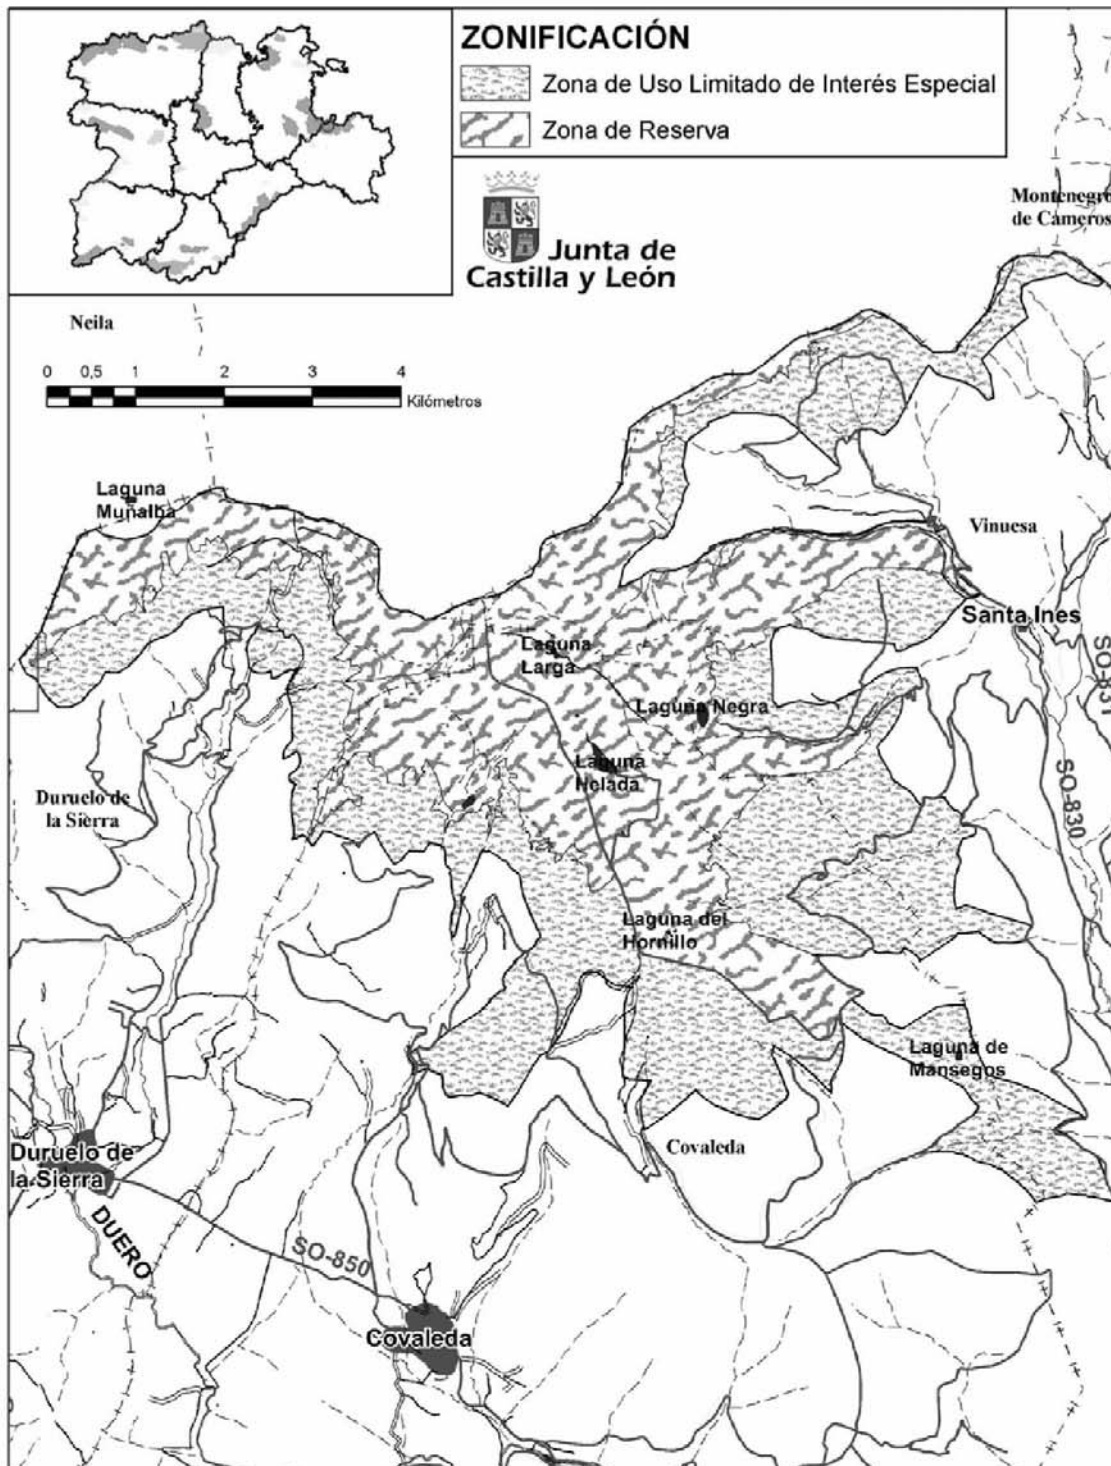 ZONIFICACIÓN
Zona de Uso Limitado de Interés Especial
Zona de Reserva
Junta de
Castilla y León
Montenegro
de Cameros
Neila
0 0,5 1 2 3 4
Kilómetros
Laguna
Muñalba
Vinuesa
Santa Ines
Laguna
Larga
SO-831
Laguna Negra
Laguna
Helada
SO-830
Duruelo de
la Sierra
Laguna del
Hornillo
Laguna de
Mansegos
Covaleda
Duruelo de
la Sierra
DUERO
SO-850
Covaleda